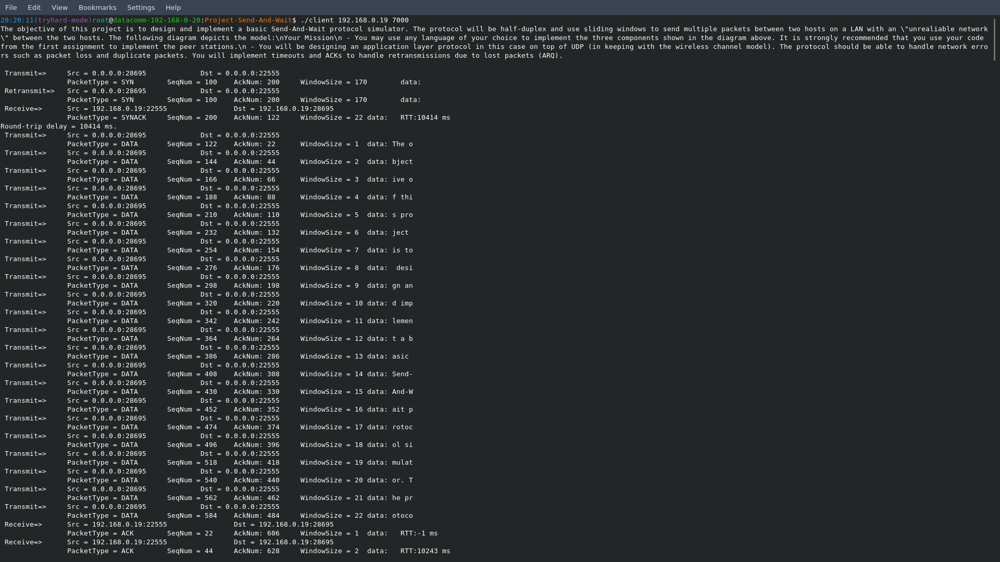 File Edit View Bookmarks Settings Help
20:20:11(tryhard-mode)root@datacomm-192-168-0-20:Project-Send-And-Wait$ ./client 192.168.0.19 7000
The objective of this project is to design and implement a basic Send-And-Wait protocol simulator. The protocol will be half-duplex and use sliding windows to send multiple packets between two hosts on a LAN with an \"unrealiable network
\" between the two hosts. The following diagram depicts the model:\nYour Mission\n - You may use any language of your choice to implement the three components shown in the diagram above. It is strongly recommended that you use your code
from the first assignment to implement the peer stations.\n - You will be designing an application layer protocol in this case on top of UDP (in keeping with the wireless channel model). The protocol should be able to handle network erro
rs such as packet loss and duplicate packets. You will implement timeouts and ACKs to handle retransmissions due to lost packets (ARQ).
Transmit=> Src = 0.0.0.0:28695 Dst = 0.0.0.0:22555
PacketType = SYN SeqNum = 100 AckNum: 200 WindowSize = 170 data:
Retransmit=> Src = 0.0.0.0:28695 Dst = 0.0.0.0:22555
PacketType = SYN SeqNum = 100 AckNum: 200 WindowSize = 170 data:
Receive=> Src = 192.168.0.19:22555 Dst = 192.168.0.19:28695
PacketType = SYNACK SeqNum = 200 AckNum: 122 WindowSize = 22 data: RTT:10414 ms
Round-trip delay = 10414 ms.
Transmit=> Src = 0.0.0.0:28695 Dst = 0.0.0.0:22555
PacketType = DATA SeqNum = 122 AckNum: 22 WindowSize = 1 data: The o
Transmit=> Src = 0.0.0.0:28695 Dst = 0.0.0.0:22555
PacketType = DATA SeqNum = 144 AckNum: 44 WindowSize = 2 data: bject
Transmit=> Src = 0.0.0.0:28695 Dst = 0.0.0.0:22555
PacketType = DATA SeqNum = 166 AckNum: 66 WindowSize = 3 data: ive o
Transmit=> Src = 0.0.0.0:28695 Dst = 0.0.0.0:22555
PacketType = DATA SeqNum = 188 AckNum: 88 WindowSize = 4 data: f thi
Transmit=> Src = 0.0.0.0:28695 Dst = 0.0.0.0:22555
PacketType = DATA SeqNum = 210 AckNum: 110 WindowSize = 5 data: s pro
Transmit=> Src = 0.0.0.0:28695 Dst = 0.0.0.0:22555
PacketType = DATA SeqNum = 232 AckNum: 132 WindowSize = 6 data: ject
Transmit=> Src = 0.0.0.0:28695 Dst = 0.0.0.0:22555
PacketType = DATA SeqNum = 254 AckNum: 154 WindowSize = 7 data: is to
Transmit=> Src = 0.0.0.0:28695 Dst = 0.0.0.0:22555
PacketType = DATA SeqNum = 276 AckNum: 176 WindowSize = 8 data:  desi
Transmit=> Src = 0.0.0.0:28695 Dst = 0.0.0.0:22555
PacketType = DATA SeqNum = 298 AckNum: 198 WindowSize = 9 data: gn an
Transmit=> Src = 0.0.0.0:28695 Dst = 0.0.0.0:22555
PacketType = DATA SeqNum = 320 AckNum: 220 WindowSize = 10 data: d imp
Transmit=> Src = 0.0.0.0:28695 Dst = 0.0.0.0:22555
PacketType = DATA SeqNum = 342 AckNum: 242 WindowSize = 11 data: lemen
Transmit=> Src = 0.0.0.0:28695 Dst = 0.0.0.0:22555
PacketType = DATA SeqNum = 364 AckNum: 264 WindowSize = 12 data: t a b
Transmit=> Src = 0.0.0.0:28695 Dst = 0.0.0.0:22555
PacketType = DATA SeqNum = 386 AckNum: 286 WindowSize = 13 data: asic
Transmit=> Src = 0.0.0.0:28695 Dst = 0.0.0.0:22555
PacketType = DATA SeqNum = 408 AckNum: 308 WindowSize = 14 data: Send-
Transmit=> Src = 0.0.0.0:28695 Dst = 0.0.0.0:22555
PacketType = DATA SeqNum = 430 AckNum: 330 WindowSize = 15 data: And-W
Transmit=> Src = 0.0.0.0:28695 Dst = 0.0.0.0:22555
PacketType = DATA SeqNum = 452 AckNum: 352 WindowSize = 16 data: ait p
Transmit=> Src = 0.0.0.0:28695 Dst = 0.0.0.0:22555
PacketType = DATA SeqNum = 474 AckNum: 374 WindowSize = 17 data: rotoc
Transmit=> Src = 0.0.0.0:28695 Dst = 0.0.0.0:22555
PacketType = DATA SeqNum = 496 AckNum: 396 WindowSize = 18 data: ol si
Transmit=> Src = 0.0.0.0:28695 Dst = 0.0.0.0:22555
PacketType = DATA SeqNum = 518 AckNum: 418 WindowSize = 19 data: mulat
Transmit=> Src = 0.0.0.0:28695 Dst = 0.0.0.0:22555
PacketType = DATA SeqNum = 540 AckNum: 440 WindowSize = 20 data: or. T
Transmit=> Src = 0.0.0.0:28695 Dst = 0.0.0.0:22555
PacketType = DATA SeqNum = 562 AckNum: 462 WindowSize = 21 data: he pr
Transmit=> Src = 0.0.0.0:28695 Dst = 0.0.0.0:22555
PacketType = DATA SeqNum = 584 AckNum: 484 WindowSize = 22 data: otoco
Receive=> Src = 192.168.0.19:22555 Dst = 192.168.0.19:28695
PacketType = ACK SeqNum = 22 AckNum: 606 WindowSize = 1 data: RTT:-1 ms
Receive=> Src = 192.168.0.19:22555 Dst = 192.168.0.19:28695
PacketType = ACK SeqNum = 44 AckNum: 628 WindowSize = 2 data: RTT:10243 ms